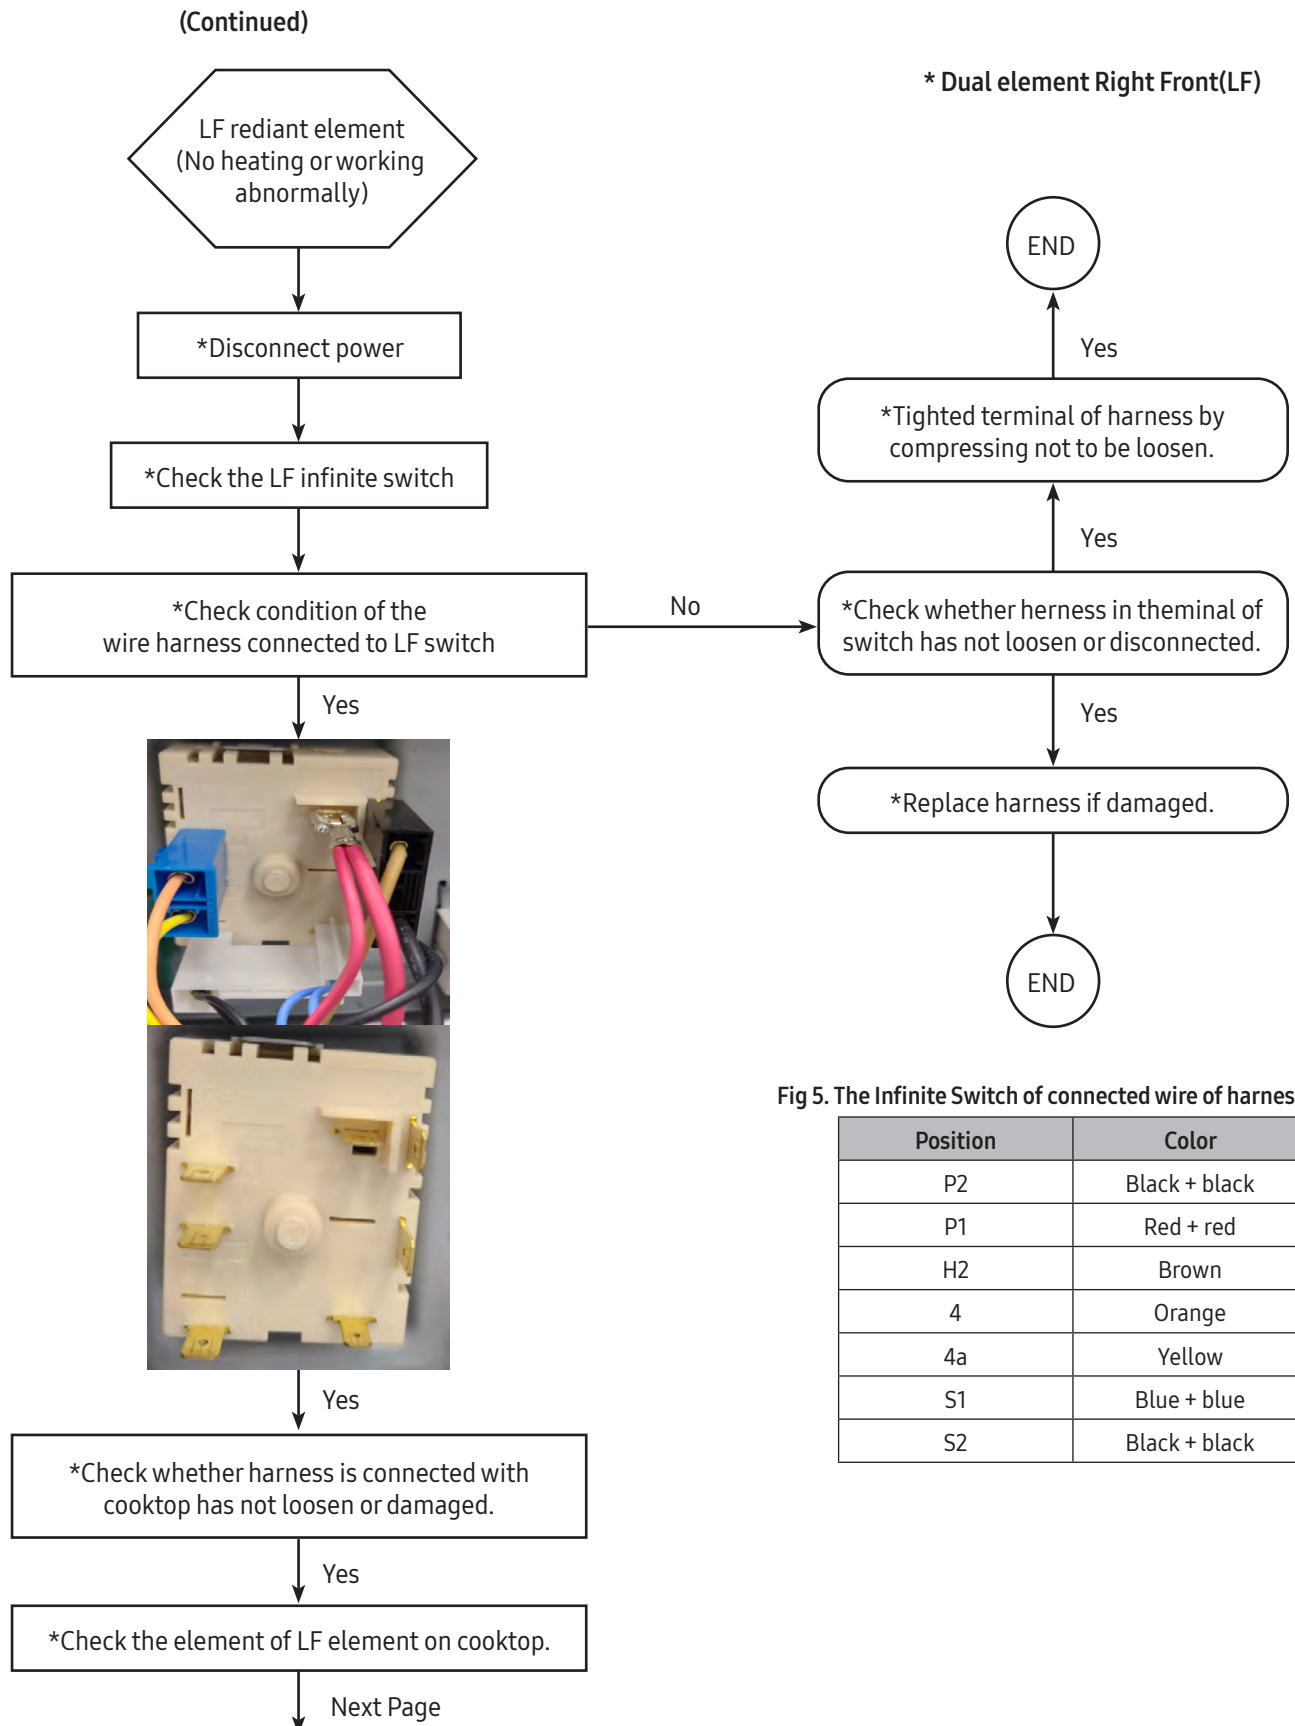 (Continued)
* Dual element Right Front(LF)
LF rediant element
(No heating or working
abnormally)
*Disconnect power
*Check the LF infinite switch
*Check condition of the
wire harness connected to LF switch
No
Yes
Yes
*Check whether harness is connected with
cooktop has not loosen or damaged.
Yes
*Check the element of LF element on cooktop.
Next Page
END
Yes
*Tighted terminal of harness by
compressing not to be loosen.
Yes
*Check whether herness in theminal of
switch has not loosen or disconnected.
Yes
*Replace harness if damaged.
END
Fig 5. The Infinite Switch of connected wire of harnes
Position Color
P2 Black + black
P1 Red + red
H2 Brown
4 Orange
4a Yellow
S1 Blue + blue
S2 Black + black